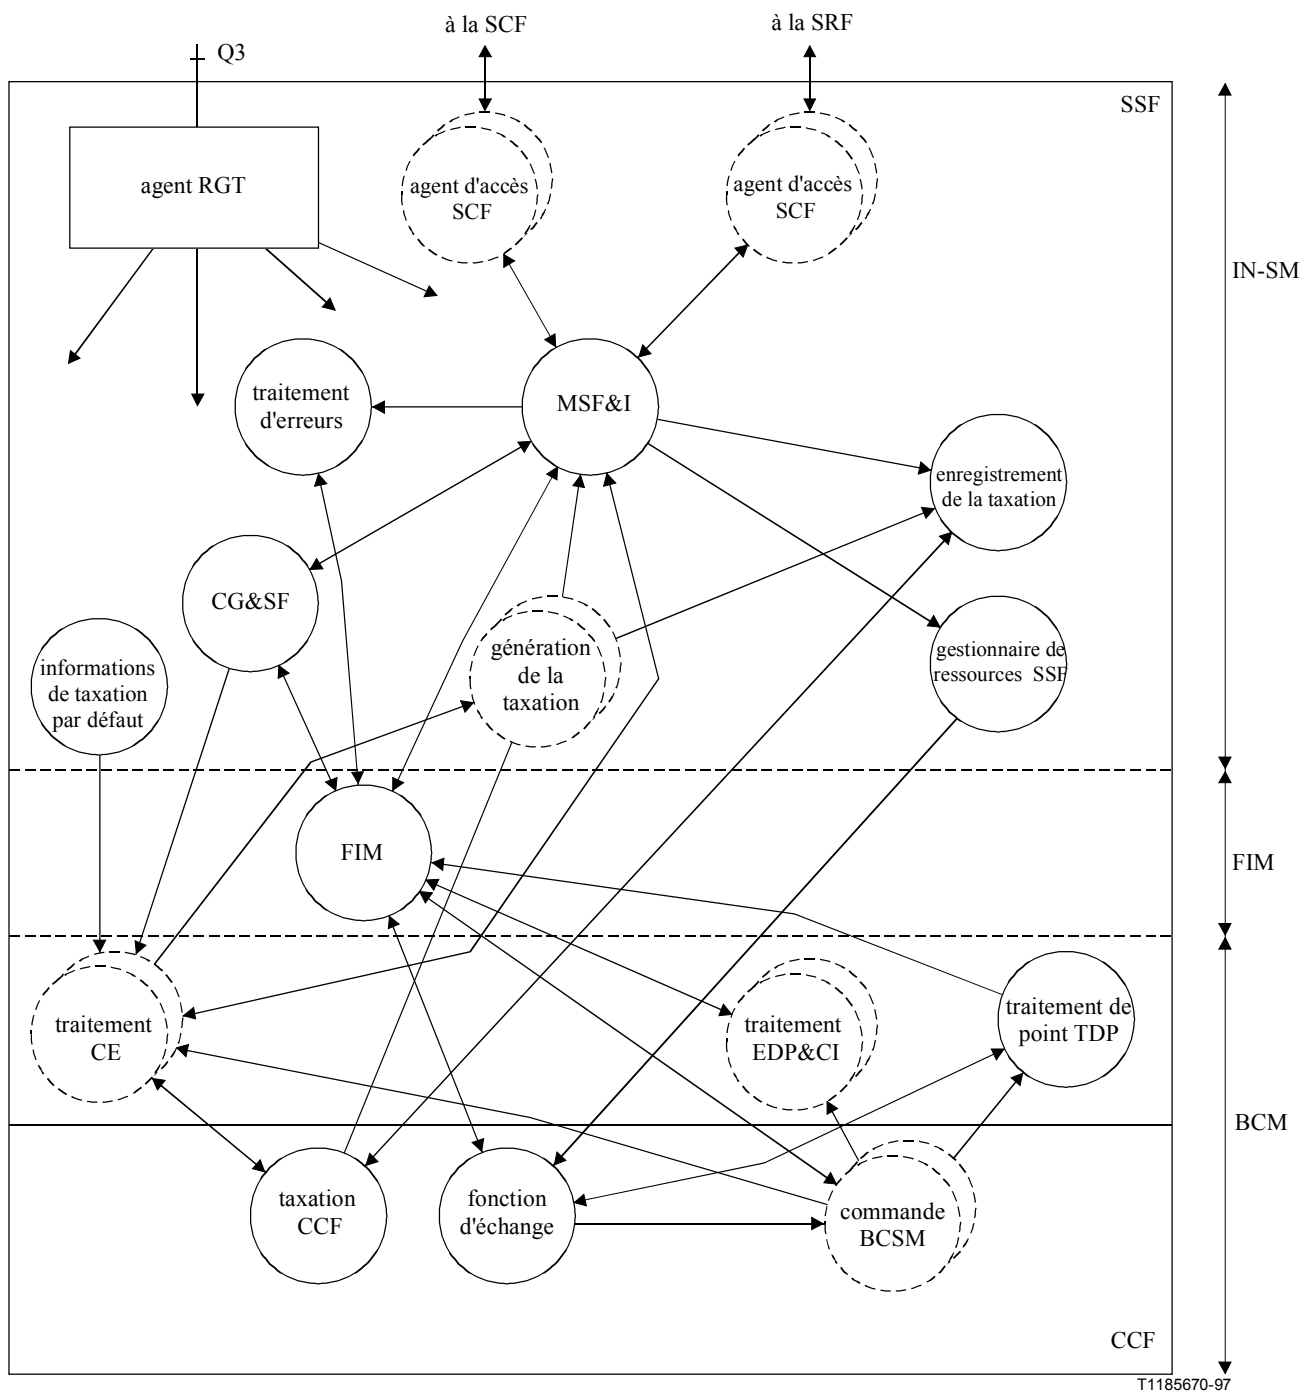 à la SCF
à la SRF
Q3
SSF
agent RGT
agent d'accès
SCF
agent d'accès
SCF
IN-SM
traitement
d'erreurs
MSF&I
enregistrement
de la taxation
CG&SF
génération
de la
taxation
gestionnaire de
ressources SSF
informations
de taxation
par défaut
FIM
FIM
traitement
CE
traitement
EDP&CI
traitement de
point TDP
BCM
taxation
CCF
fonction
d'échange
commande
BCSM
CCF
T1185670-97